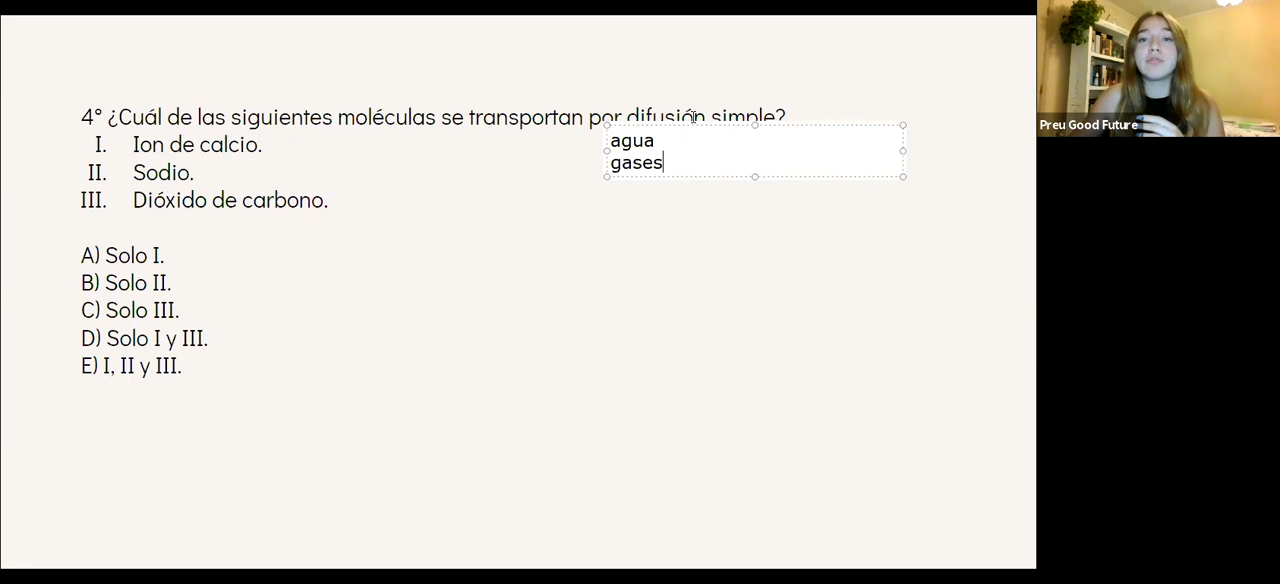 4° ¿Cuál de las siguientes moléculas se transportan por difusión simple?
agua
gases
I. Ion de calcio.
II. Sodio.
III. Dióxido de carbono.
A) Solo I.
B) Solo II.
C) Solo III.
D) Solo I y III.
E) I, II y III.
Preu Good Future